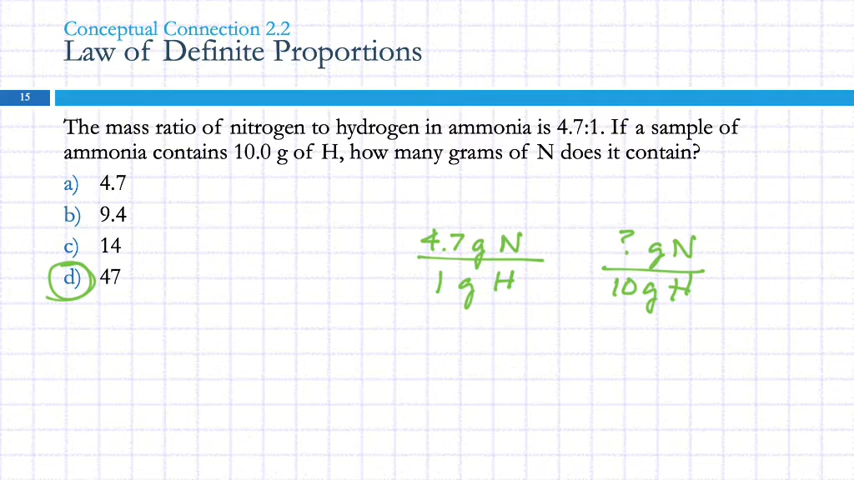 Conceptual Connection 2.2
Law of Definite Proportions
15
The mass ratio of nitrogen to hydrogen in ammonia is 4.7:1. If a sample of
ammonia contains 10.0 g of H, how many grams of N does it contain?
a) 4.7
b) 9.4
c) 14
d) 47
4.7 g N
1 g H
? g N
10 g H